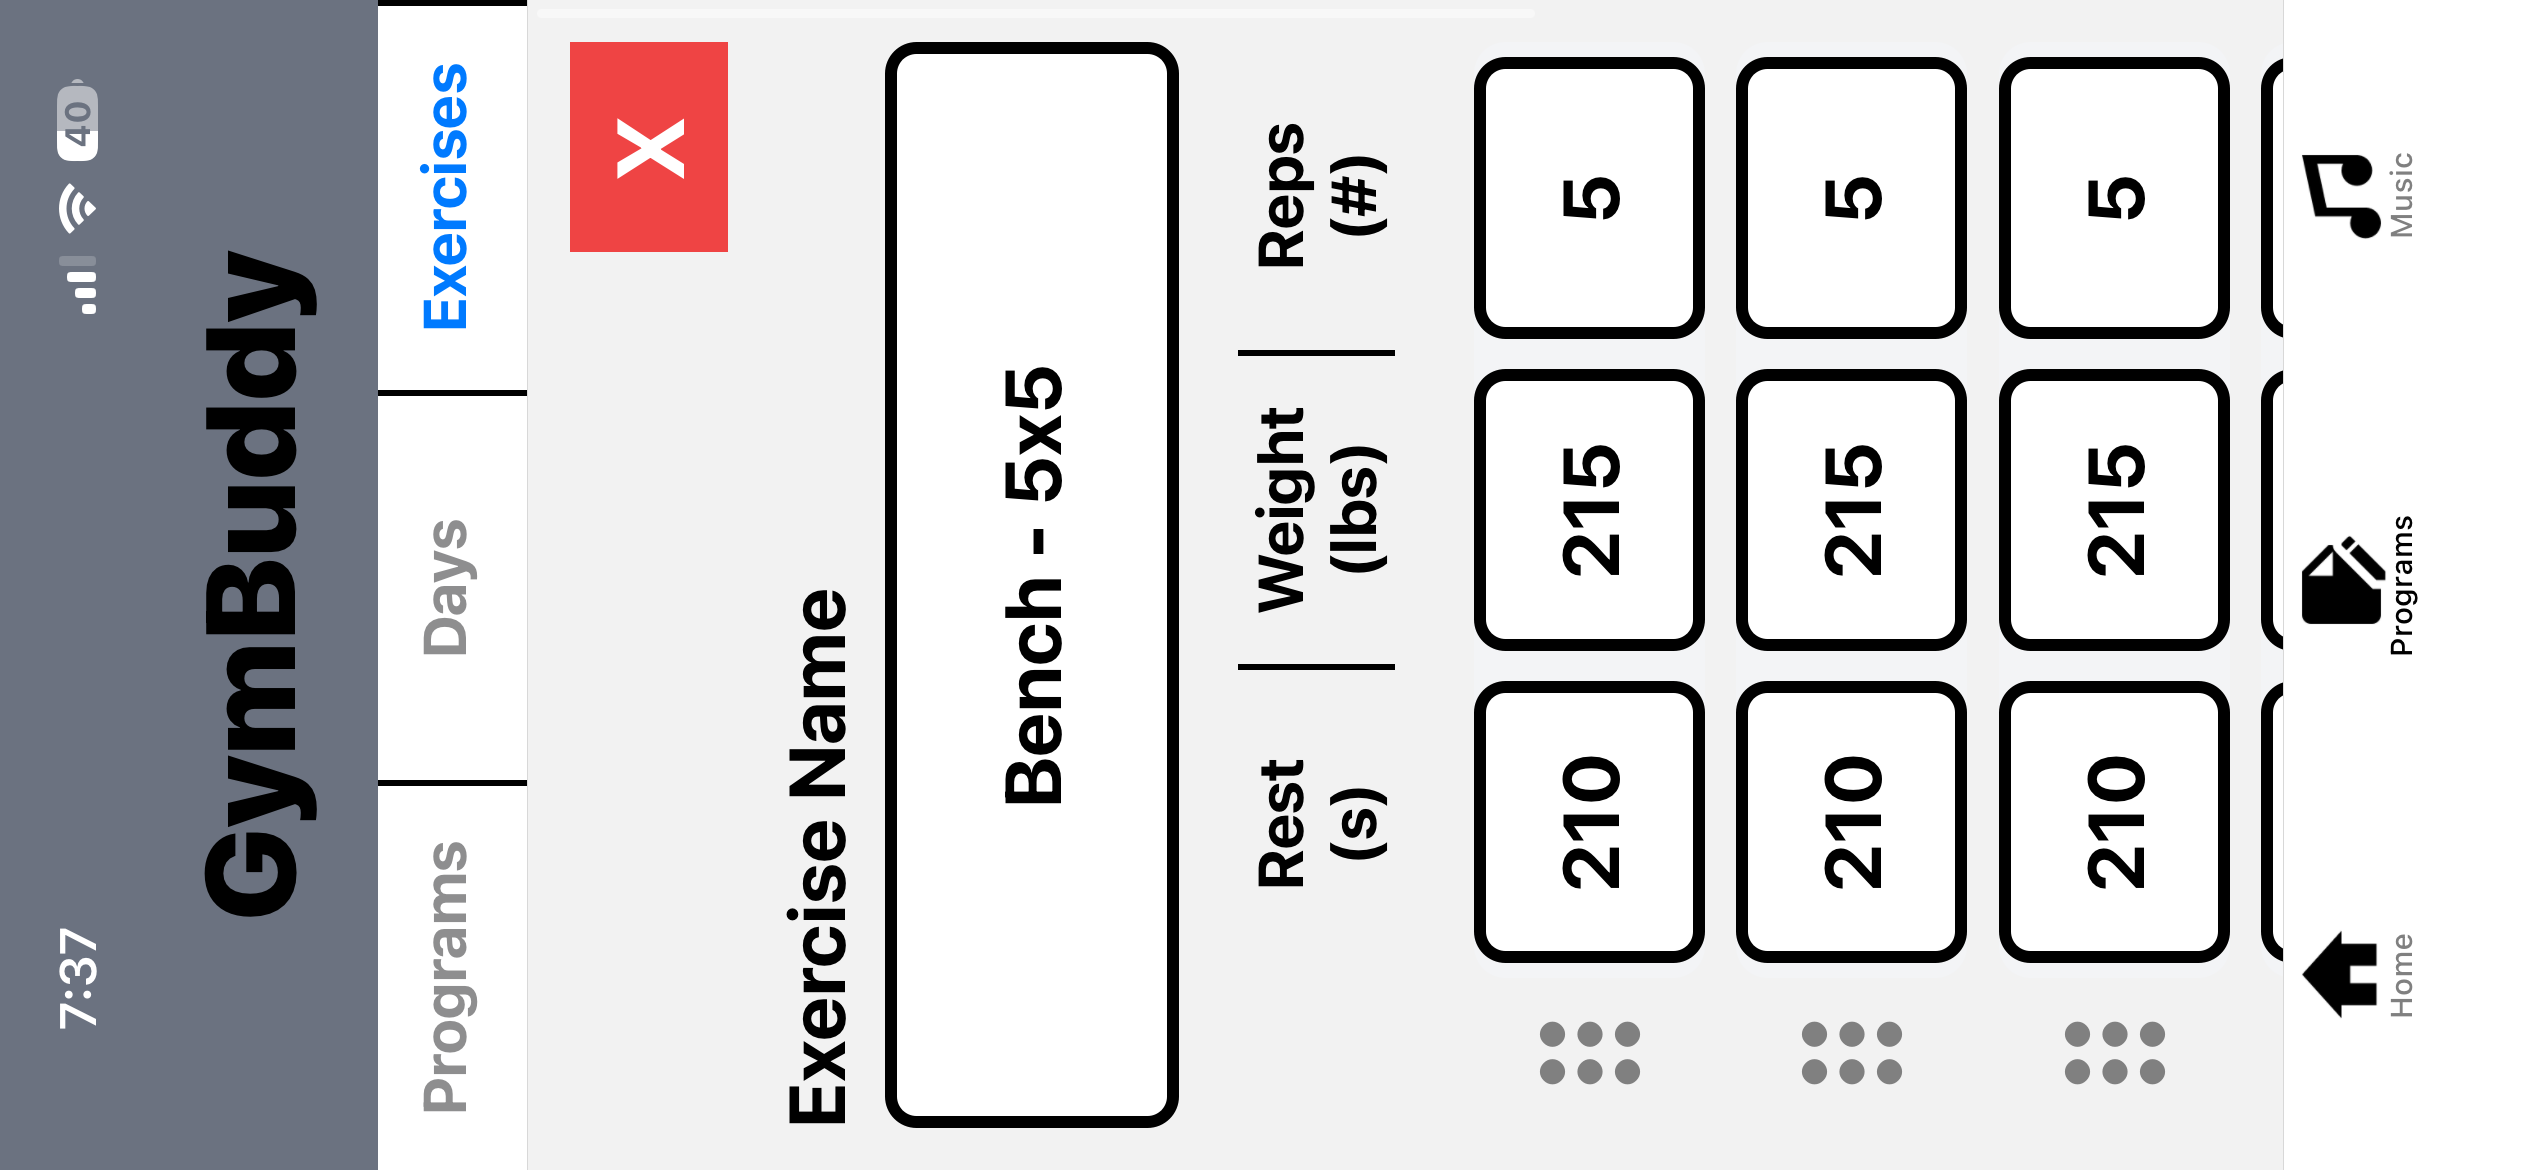 7:37
40
GymBuddy
Programs
Days
Exercises
X
Exercise Name
Bench - 5x5
Rest
(s)
Weight
(lbs)
Reps
(#)
210 215 5
210 215 5
210 215 5
Home
Programs
Music